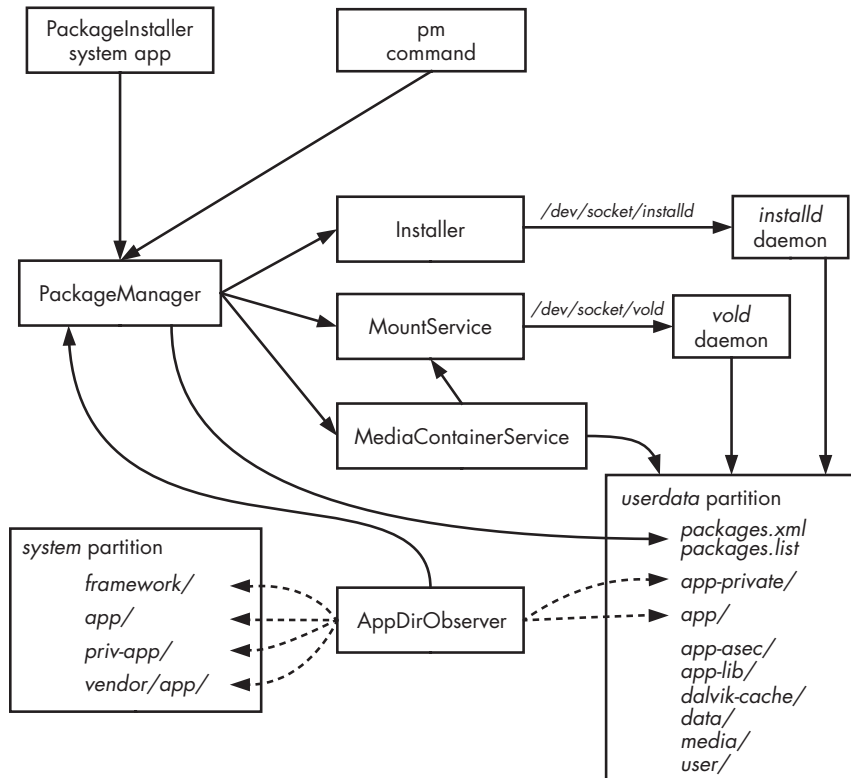 PackageInstaller
system app
pm
command
Installer
/dev/socket/installd
installd
daemon
PackageManager
MountService
/dev/socket/vold
vold
daemon
MediaContainerService
userdata partition
packages.xml
packages.list
app-private/
app/
app-asec/
app-lib/
dalvik-cache/
data/
media/
user/
system partition
framework/
app/
priv-app/
vendor/app/
AppDirObserver